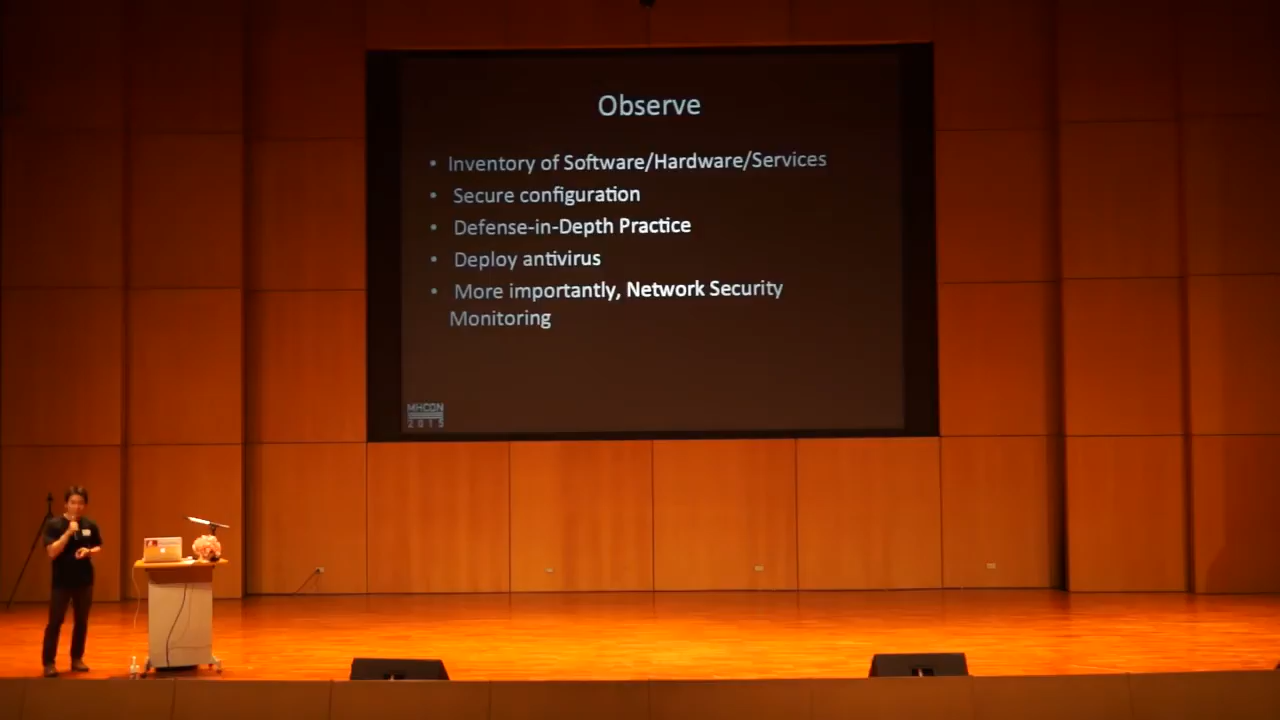 Observe
• Inventory of Software/Hardware/Services
• Secure configuration
• Defense-in-Depth Practice
• Deploy antivirus
• More importantly, Network Security
Monitoring
MHCON
2015